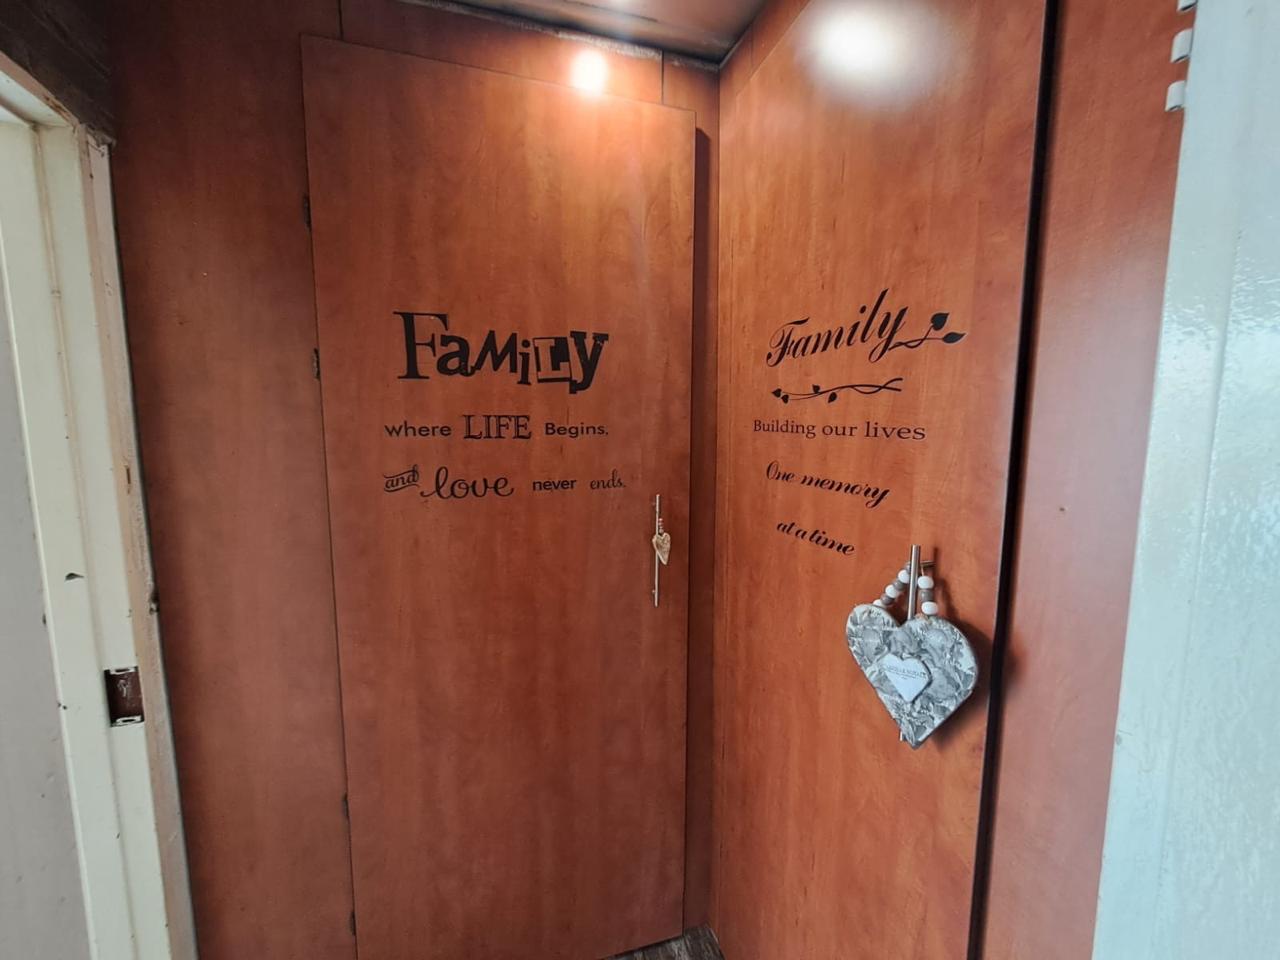 FaMiLy
where LIFE Begins,
and love never ends.
Family
Building our lives
One memory
at a time